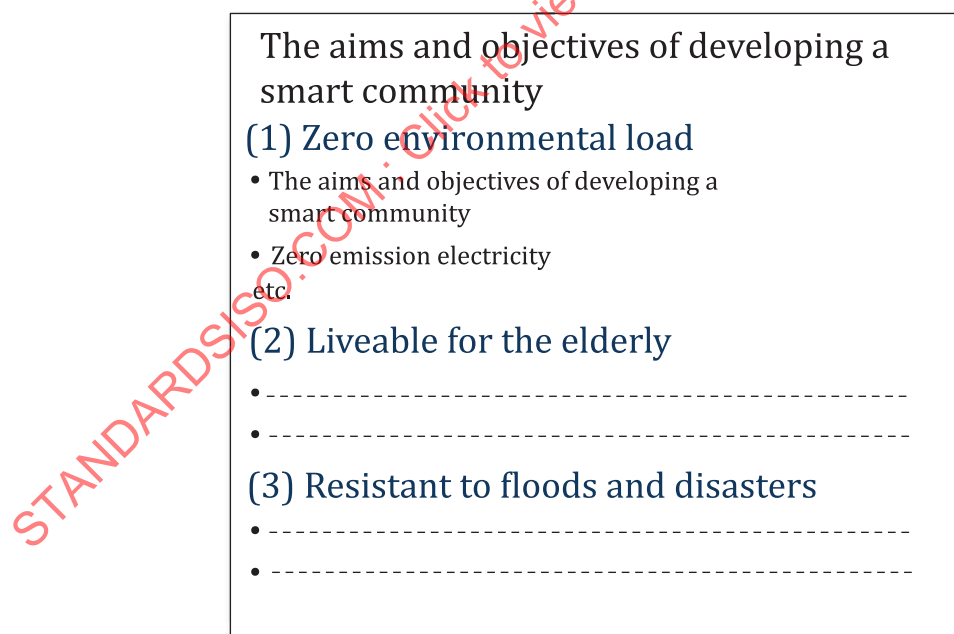 The aims and objectives of developing a
smart community
(1) Zero environmental load
• The aims and objectives of developing a
smart community
• Zero emission electricity
etc.
(2) Liveable for the elderly
•
•
(3) Resistant to floods and disasters
•
•
STANDARDSISO.COM : Click to vie